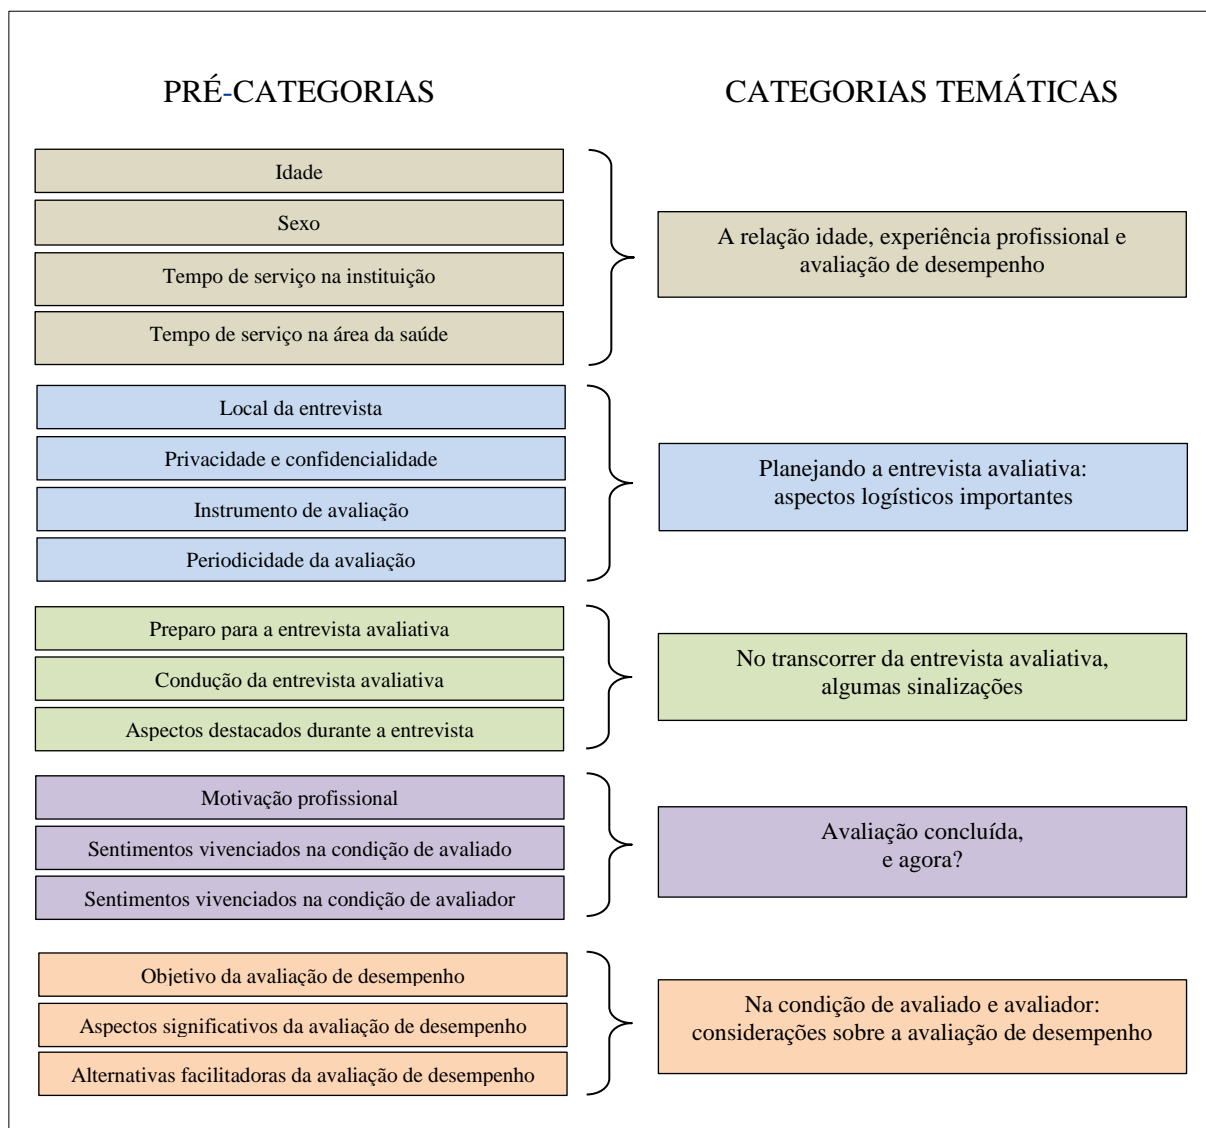 PRÉ-CATEGORIAS
CATEGORIAS TEMÁTICAS
Idade
Sexo
Tempo de serviço na instituição
Tempo de serviço na área da saúde
A relação idade, experiência profissional e
avaliação de desempenho
Local da entrevista
Privacidade e confidencialidade
Instrumento de avaliação
Periodicidade da avaliação
Planejando a entrevista avaliativa:
aspectos logísticos importantes
Preparo para a entrevista avaliativa
Condução da entrevista avaliativa
Aspectos destacados durante a entrevista
No transcorrer da entrevista avaliativa,
algumas sinalizações
Motivação profissional
Sentimentos vivenciados na condição de avaliado
Sentimentos vivenciados na condição de avaliador
Avaliação concluída,
e agora?
Objetivo da avaliação de desempenho
Aspectos significativos da avaliação de desempenho
Alternativas facilitadoras da avaliação de desempenho
Na condição de avaliado e avaliador:
considerações sobre a avaliação de desempenho